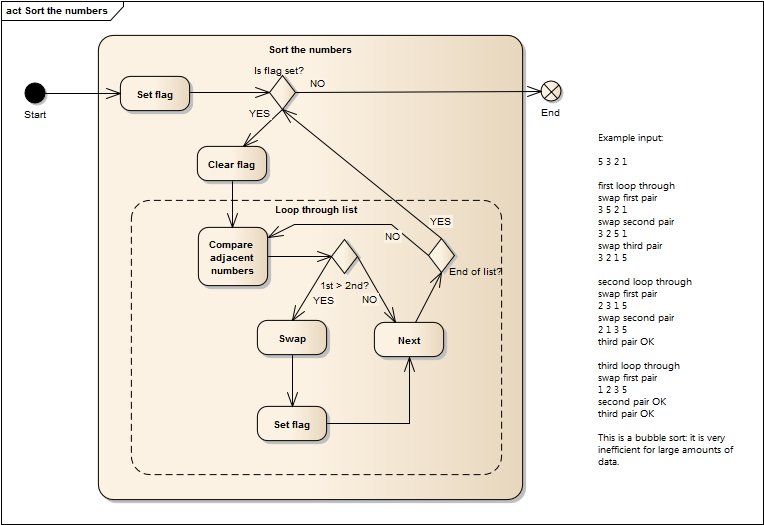 act Sort the numbers
Sort the numbers
Is flag set?
NO
Set flag
Start
End
YES
Clear flag
Loop through list
YES
NO
Compare
adjacent
numbers
End of list?
1st > 2nd?
YES
NO
Swap
Next
Set flag
Example input:
5 3 2 1
first loop through
swap first pair
3 5 2 1
swap second pair
3 2 5 1
swap third pair
3 2 1 5
second loop through
swap first pair
2 3 1 5
swap second pair
2 1 3 5
third pair OK
third loop through
swap first pair
1 2 3 5
second pair OK
third pair OK
This is a bubble sort: it is very
inefficient for large amounts of
data.